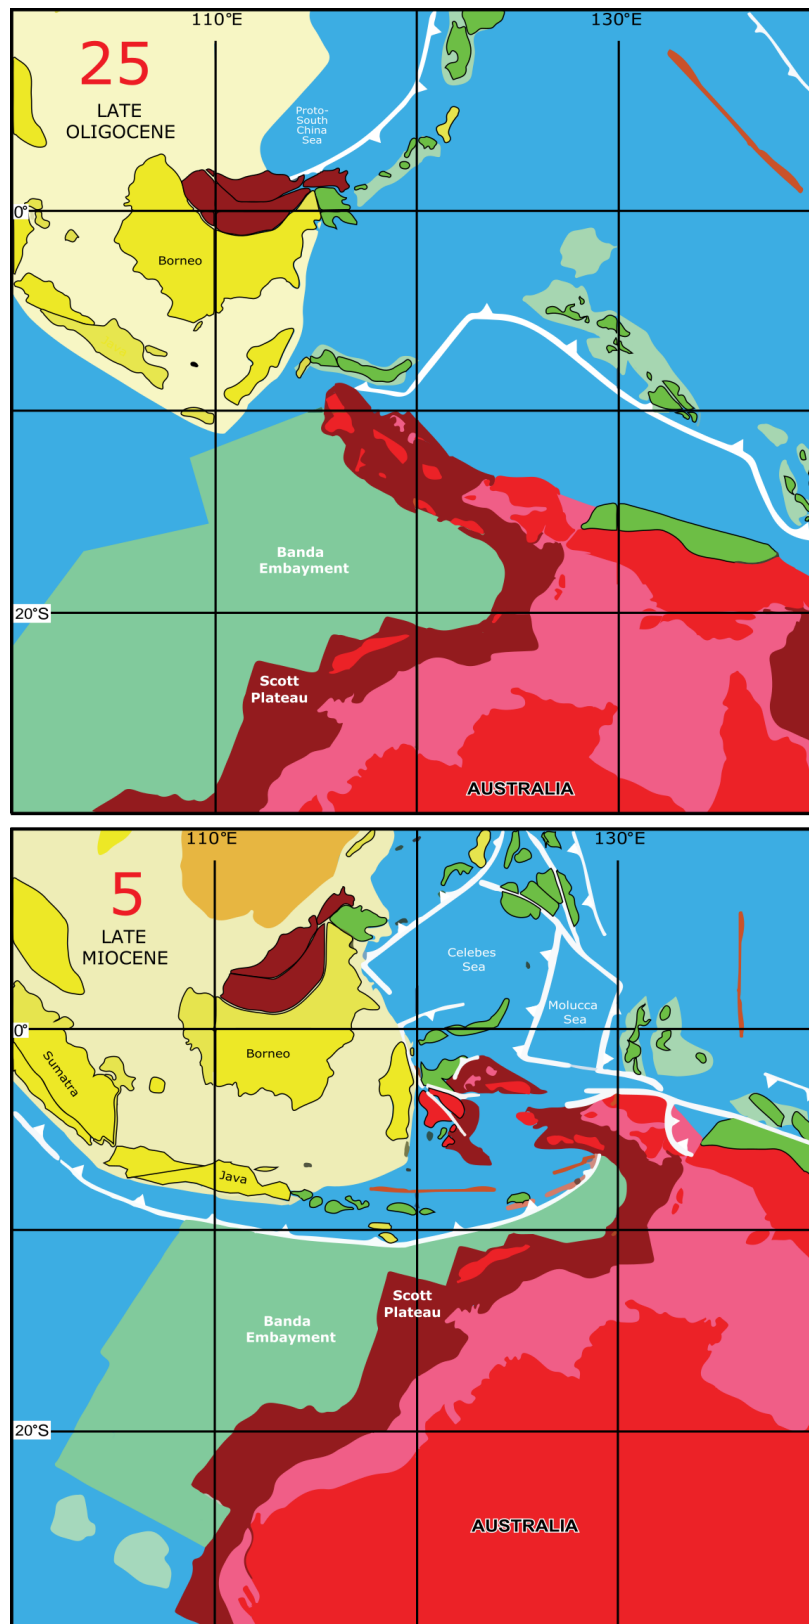 110°E
130°E
25
LATE
OLIGOCENE
Proto-
South
China
Sea
0°
Borneo
Banda
Embayment
20°S
Scott
Plateau
AUSTRALIA
110°E
130°E
5
LATE
MIOCENE
Celebes
Sea
Molucca
Sea
0°
Borneo
Sumatra
Java
Scott
Plateau
Banda
Embayment
20°S
AUSTRALIA